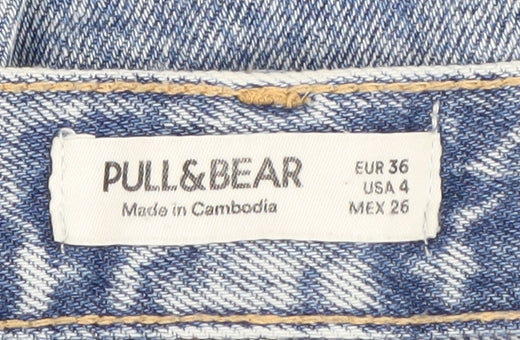 PULL&BEAR
Made in Cambodia
EUR 36
USA 4
MEX 26